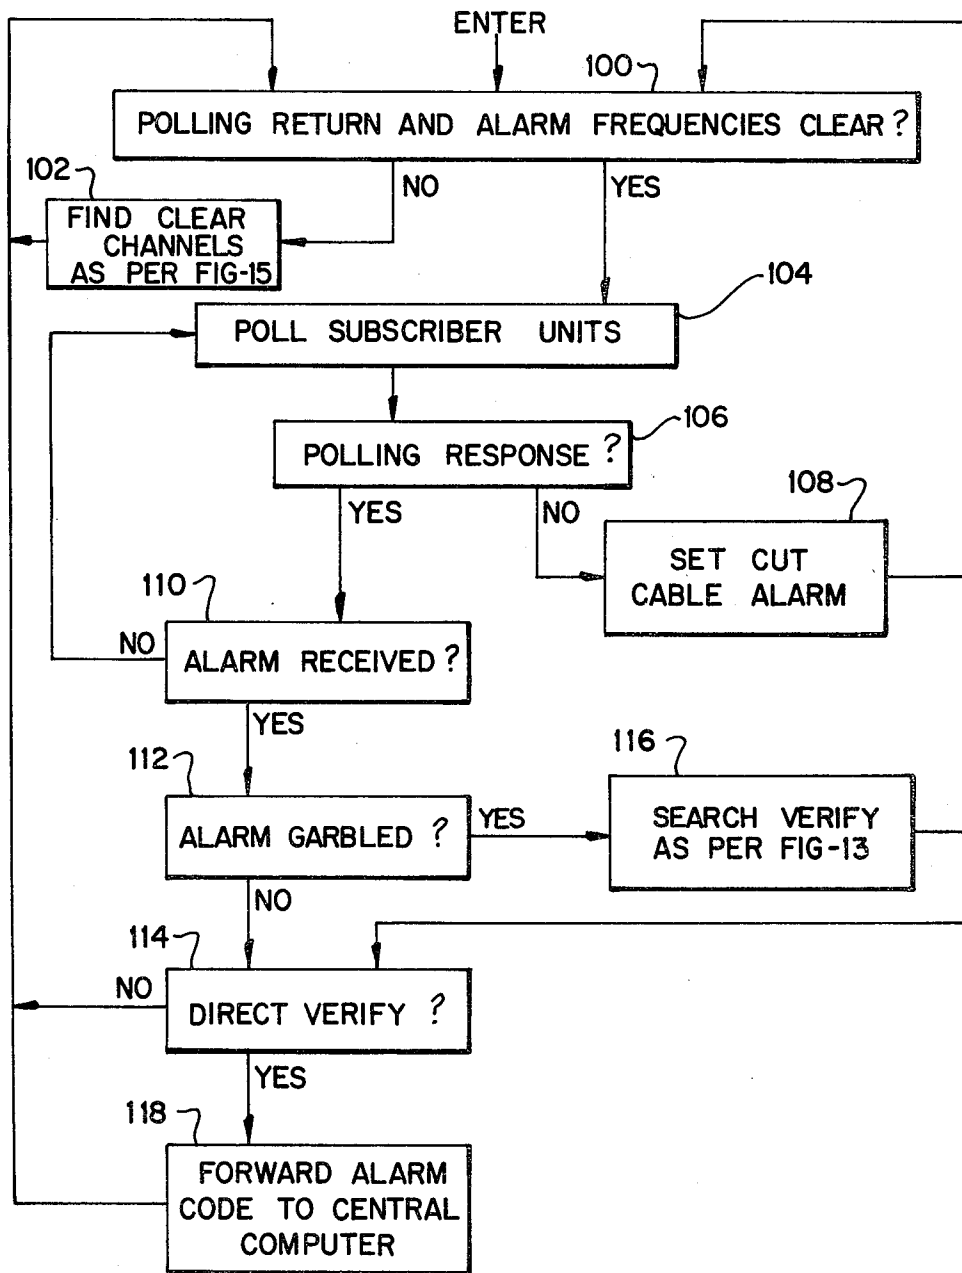 ENTER
100
POLLING RETURN AND ALARM FREQUENCIES CLEAR?
NO
YES
102
FIND CLEAR
CHANNELS
AS PER FIG-15
104
POLL SUBSCRIBER UNITS
106
POLLING RESPONSE?
YES
NO
108
SET CUT
CABLE ALARM
110
NO
ALARM RECEIVED?
YES
112
116
ALARM GARBLED ?
YES
SEARCH VERIFY
AS PER FIG-13
NO
114
NO
DIRECT VERIFY ?
YES
118
FORWARD ALARM
CODE TO CENTRAL
COMPUTER